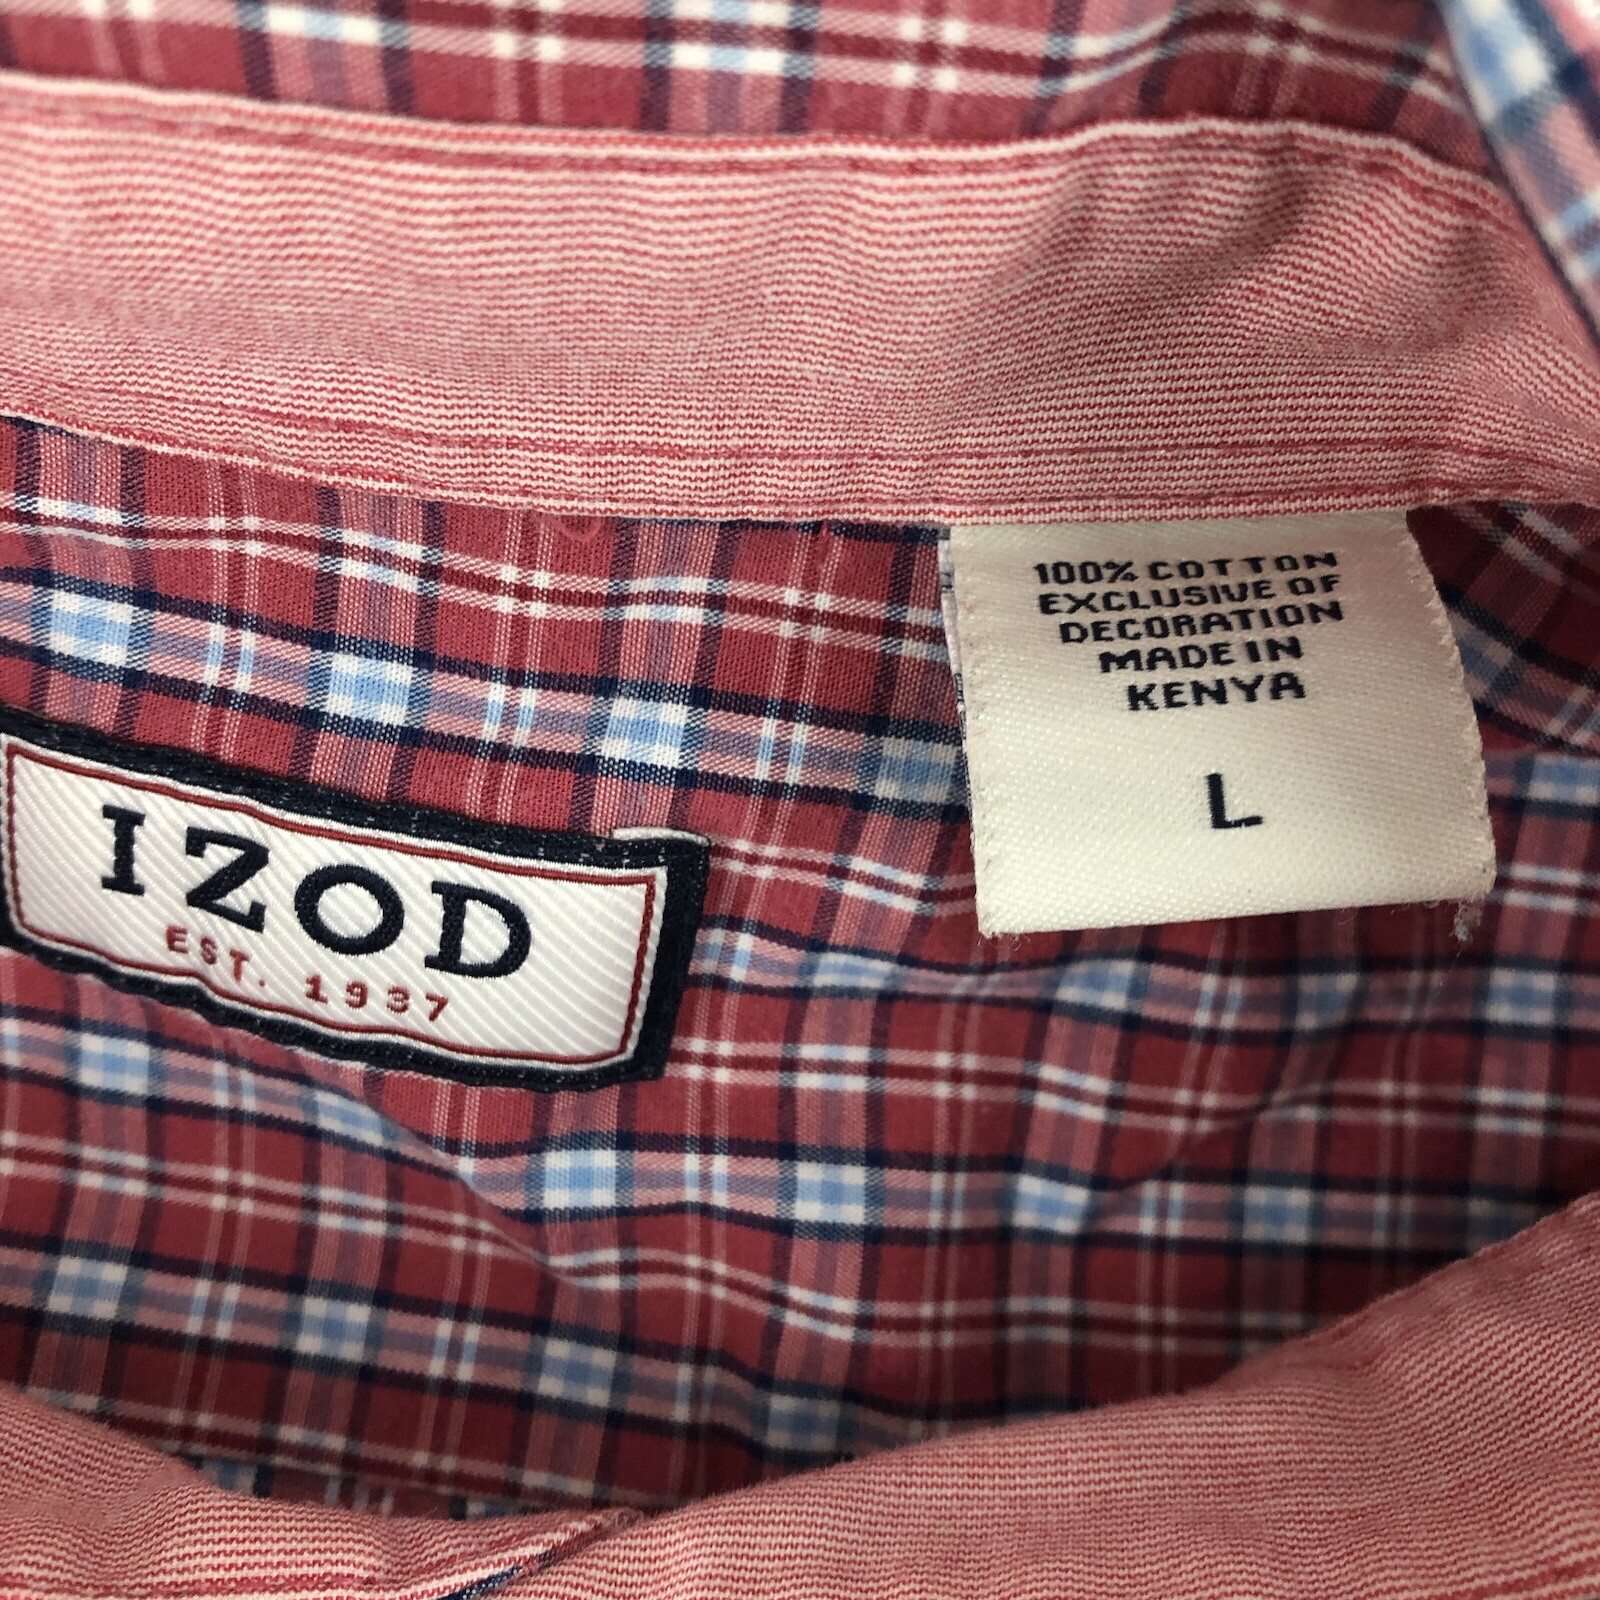 100% COTTON
EXCLUSIVE OF
DECORATION
MADE IN
KENYA
L
IZOD
EST. 1937